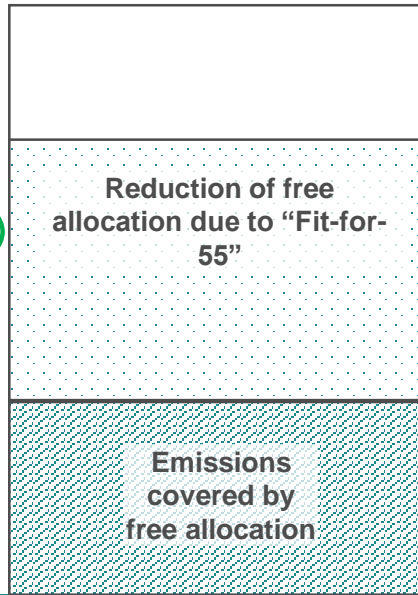 Reduction of free
allocation due to “Fit-for-
55”
Emissions
covered by
free allocation